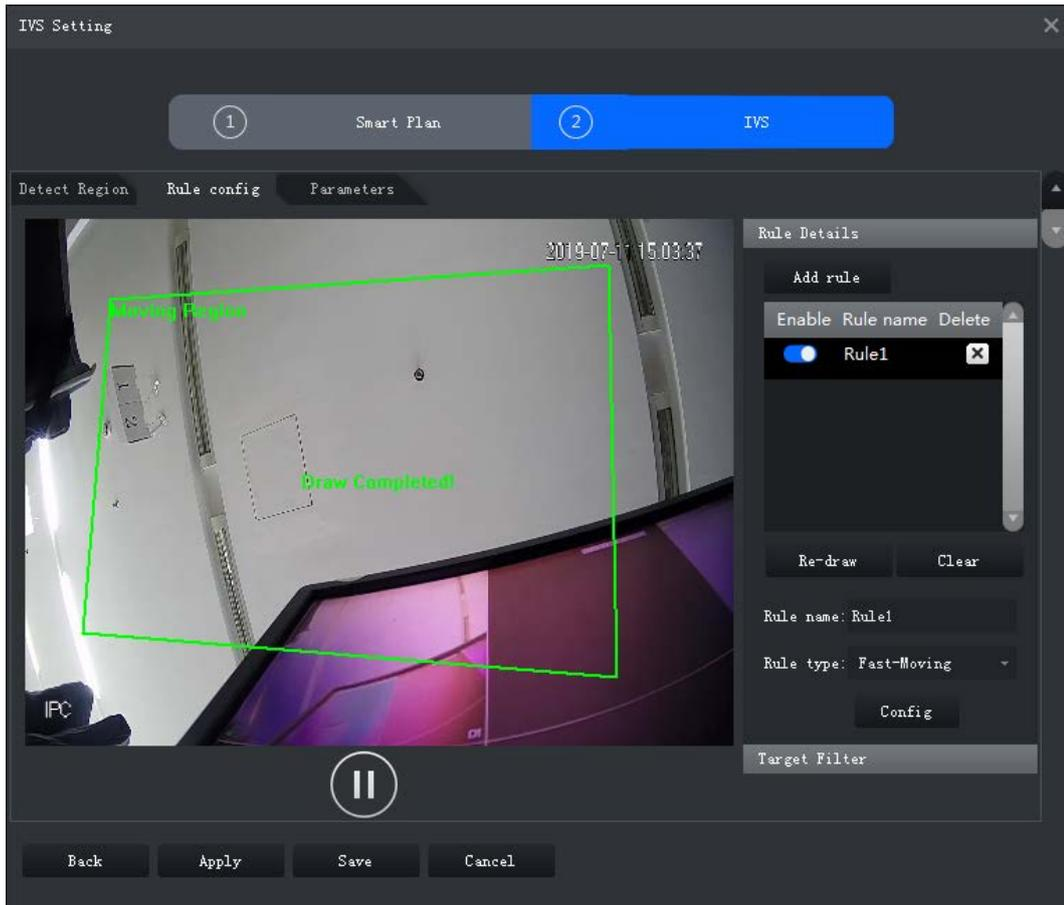 IVS Setting
1 Smart Plan 2 IVS
Detect Region Rule config Parameters
2019-07-11 15:03:37
Moving Region
Draw Completed!
IPC
Rule Details
Add rule
Enable Rule name Delete
Rule1
Re-draw Clear
Rule name: Rule1
Rule type: Fast-Moving
Config
Target Filter
Back Apply Save Cancel